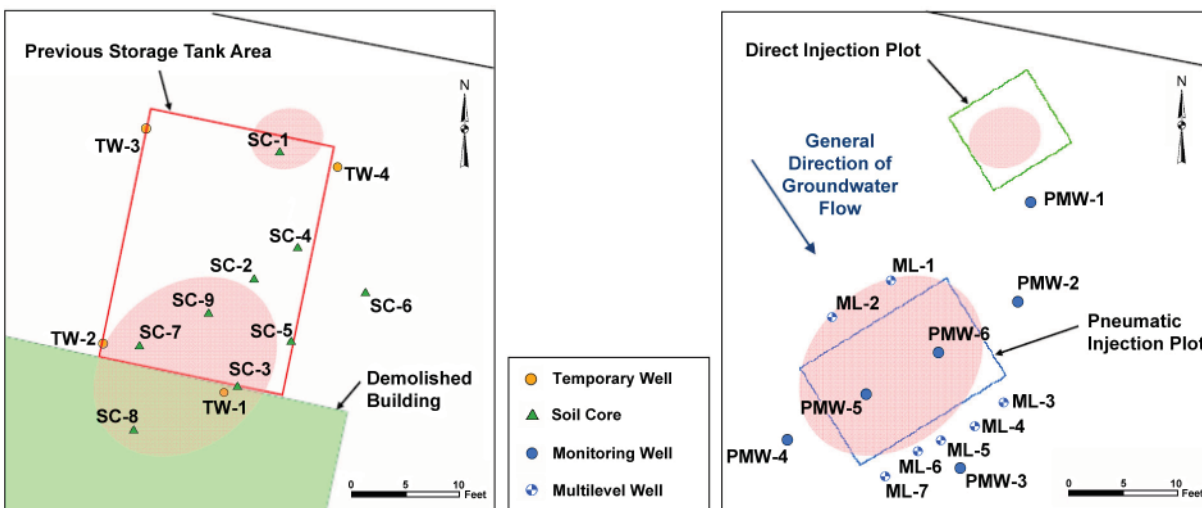 Previous Storage Tank Area
N
TW-3
SC-1
TW-4
SC-4
SC-2
SC-6
SC-9
TW-2
SC-7
SC-5
SC-3
TW-1
Demolished
Building
SC-8
0 5 10
Feet
Temporary Well
Soil Core
Monitoring Well
Multilevel Well
Direct Injection Plot
N
General
Direction of
Groundwater
Flow
PMW-1
ML-1
PMW-2
ML-2
PMW-6
Pneumatic
Injection Plot
PMW-5
ML-3
ML-4
PMW-4
ML-5
ML-6
PMW-3
ML-7
0 5 10
Feet